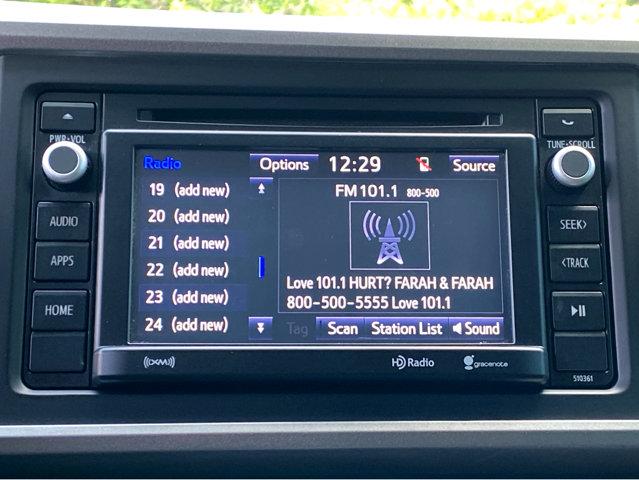 PWR•VOL
TUNE•SCROLL
Radio
Options
12:29
Source
19 (add new)
20 (add new)
21 (add new)
22 (add new)
23 (add new)
24 (add new)
FM 101.1 800-500
Love 101.1 HURT? FARAH & FARAH
800-500-5555 Love 101.1
Tag
Scan
Station List
Sound
AUDIO
APPS
HOME
SEEK>
<TRACK
XM
HD Radio
gracenote
510361